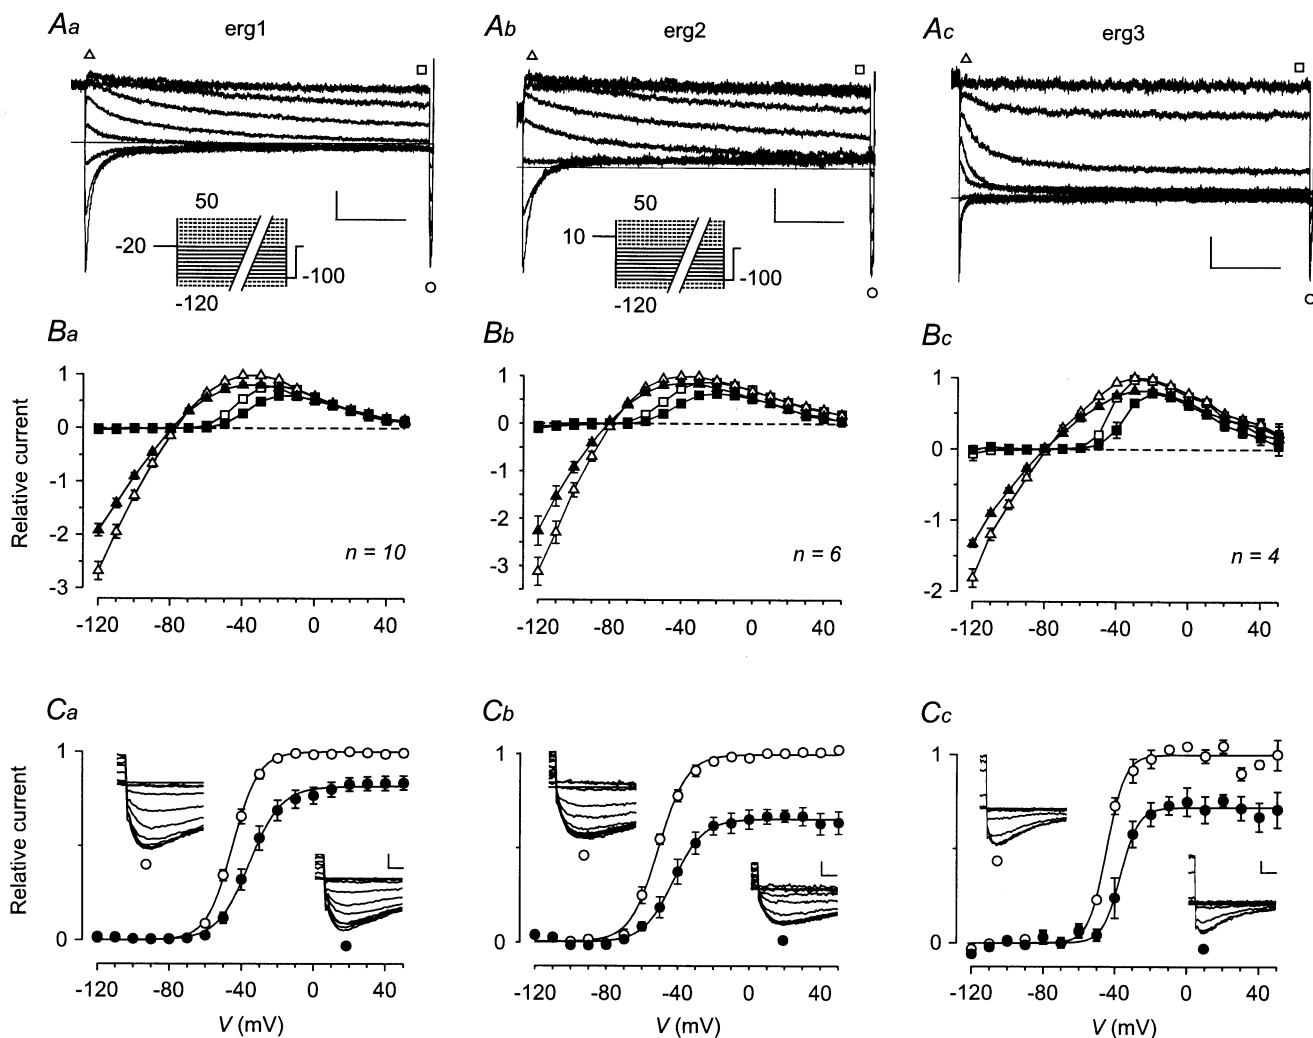 Aa erg1 Ab erg2 Ac erg3
50 50
-20 10
-100 -100
-120 -120
Ba Bb Bc
Relative current
1 0 -1 -2 -3
n = 10
-120 -80 -40 0 40
1 0 -1 -2 -3
n = 6
-120 -80 -40 0 40
1 0 -1 -2
n = 4
-120 -80 -40 0 40
Ca Cb Cc
Relative current
1 0
-120 -80 -40 0 40
V (mV)
1 0
-120 -80 -40 0 40
V (mV)
1 0
-120 -80 -40 0 40
V (mV)